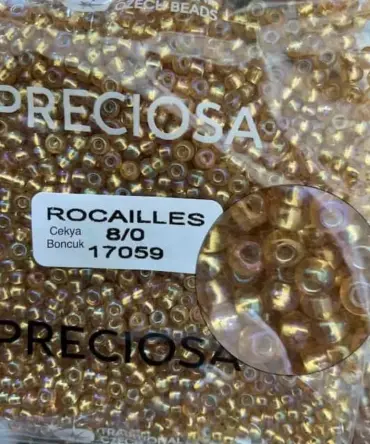 CZECH BEADS
PRECIOSA
ROCAILLES
Cekya 8/0
Boncuk 17059
PRECIOSA